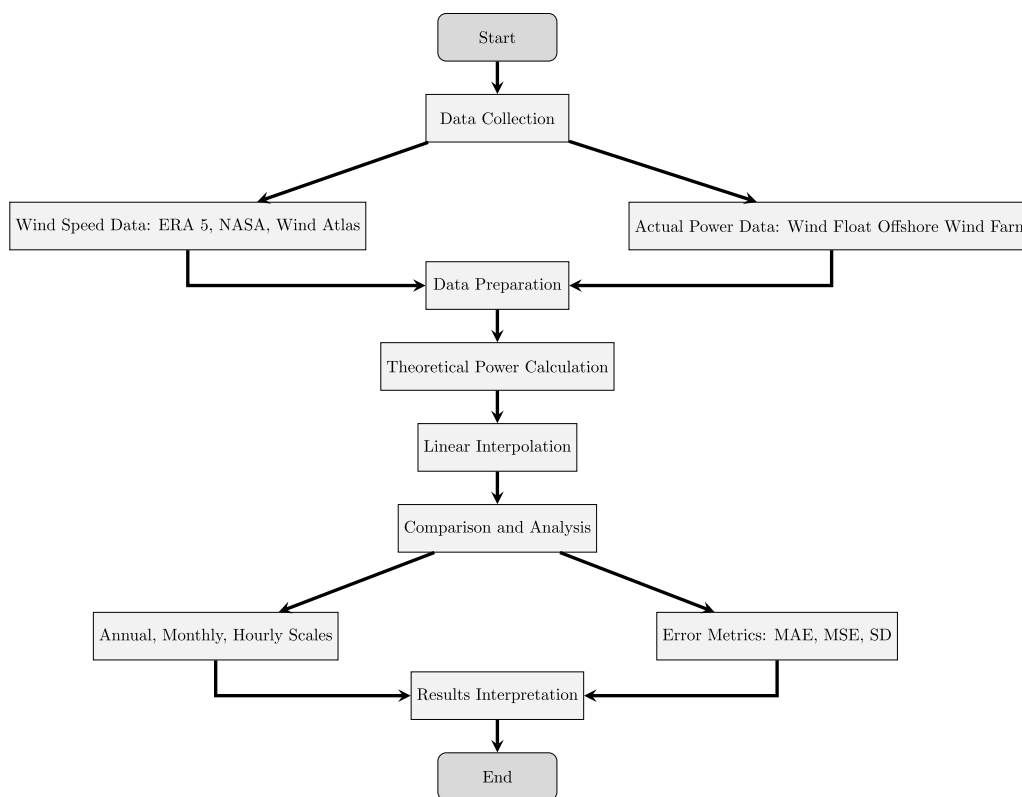 Start
Data Collection
Wind Speed Data: ERA 5, NASA, Wind Atlas
Actual Power Data: Wind Float Offshore Wind Farm
Data Preparation
Theoretical Power Calculation
Linear Interpolation
Comparison and Analysis
Annual, Monthly, Hourly Scales
Error Metrics: MAE, MSE, SD
Results Interpretation
End